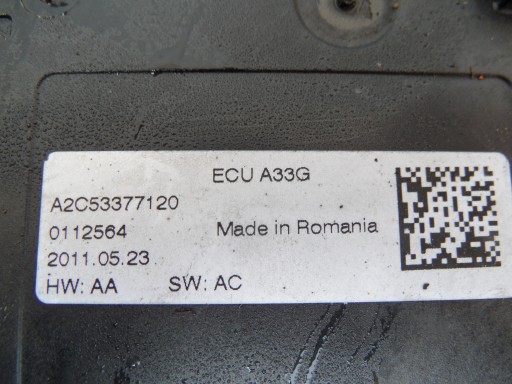 ECU A33G
A2C53377120
0112564 Made in Romania
2011.05.23
HW: AA SW: AC